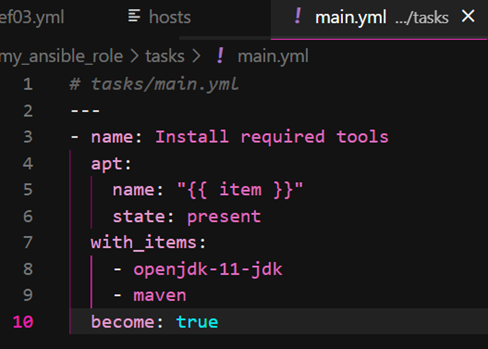 ef03.yml hosts ! main.yml .../tasks ×
my_ansible_role > tasks > ! main.yml
1 # tasks/main.yml
2 ---
3 - name: Install required tools
4   apt:
5     name: "{{ item }}"
6     state: present
7   with_items:
8     - openjdk-11-jdk
9     - maven
10   become: true